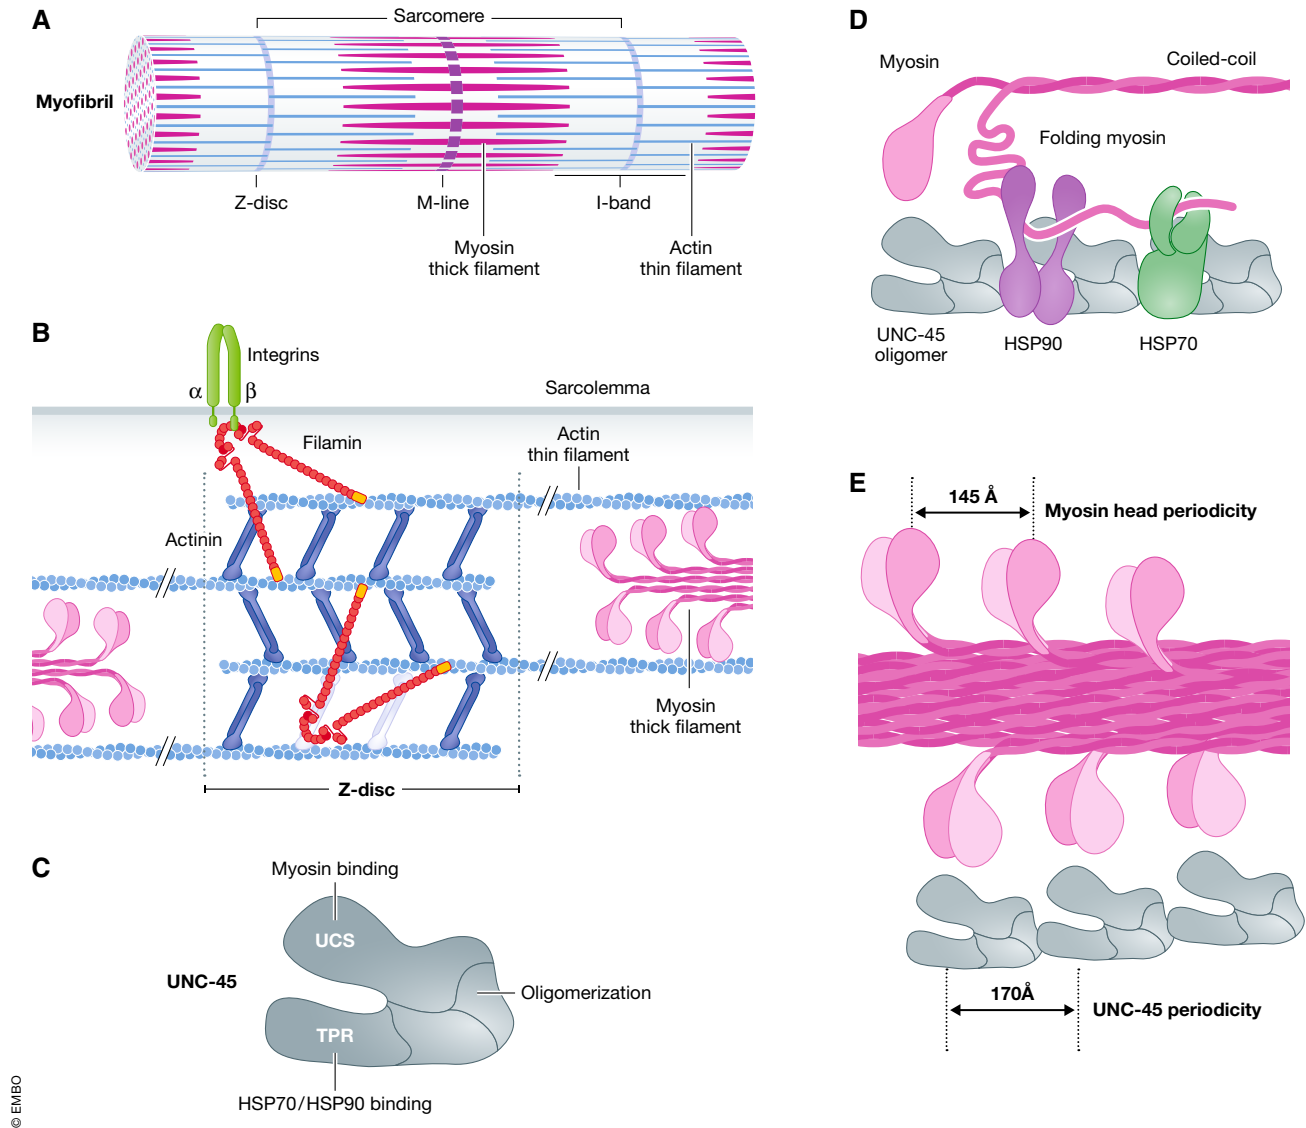 A
Sarcomere
Myofibril
Z-disc
M-line
I-band
Myosin
thick filament
Actin
thin filament
B
Integrins
α
β
Sarcolemma
Filamin
Actin
thin filament
Actinin
Myosin
thick filament
Z-disc
C
Myosin binding
UCS
UNC-45
Oligomerization
TPR
HSP70/HSP90 binding
© EMBO
D
Myosin
Coiled-coil
Folding myosin
UNC-45
oligomer
HSP90
HSP70
E
145 Å
Myosin head periodicity
170Å
UNC-45 periodicity